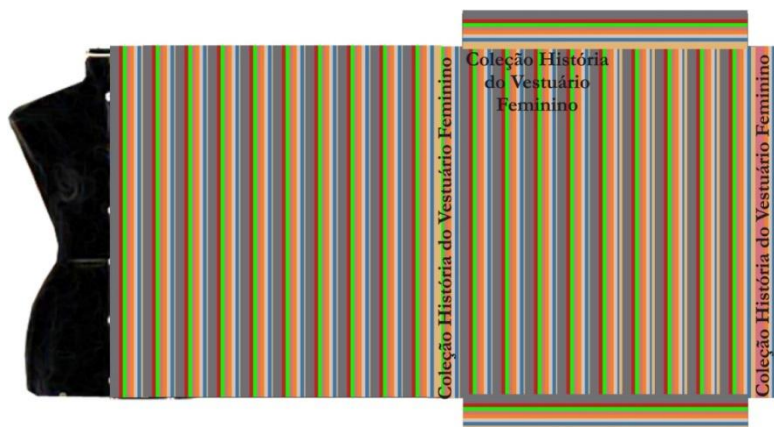 Coleção História do Vestuário Feminino
Coleção História
do Vestuário
Feminino
Coleção História do Vestuário Feminino